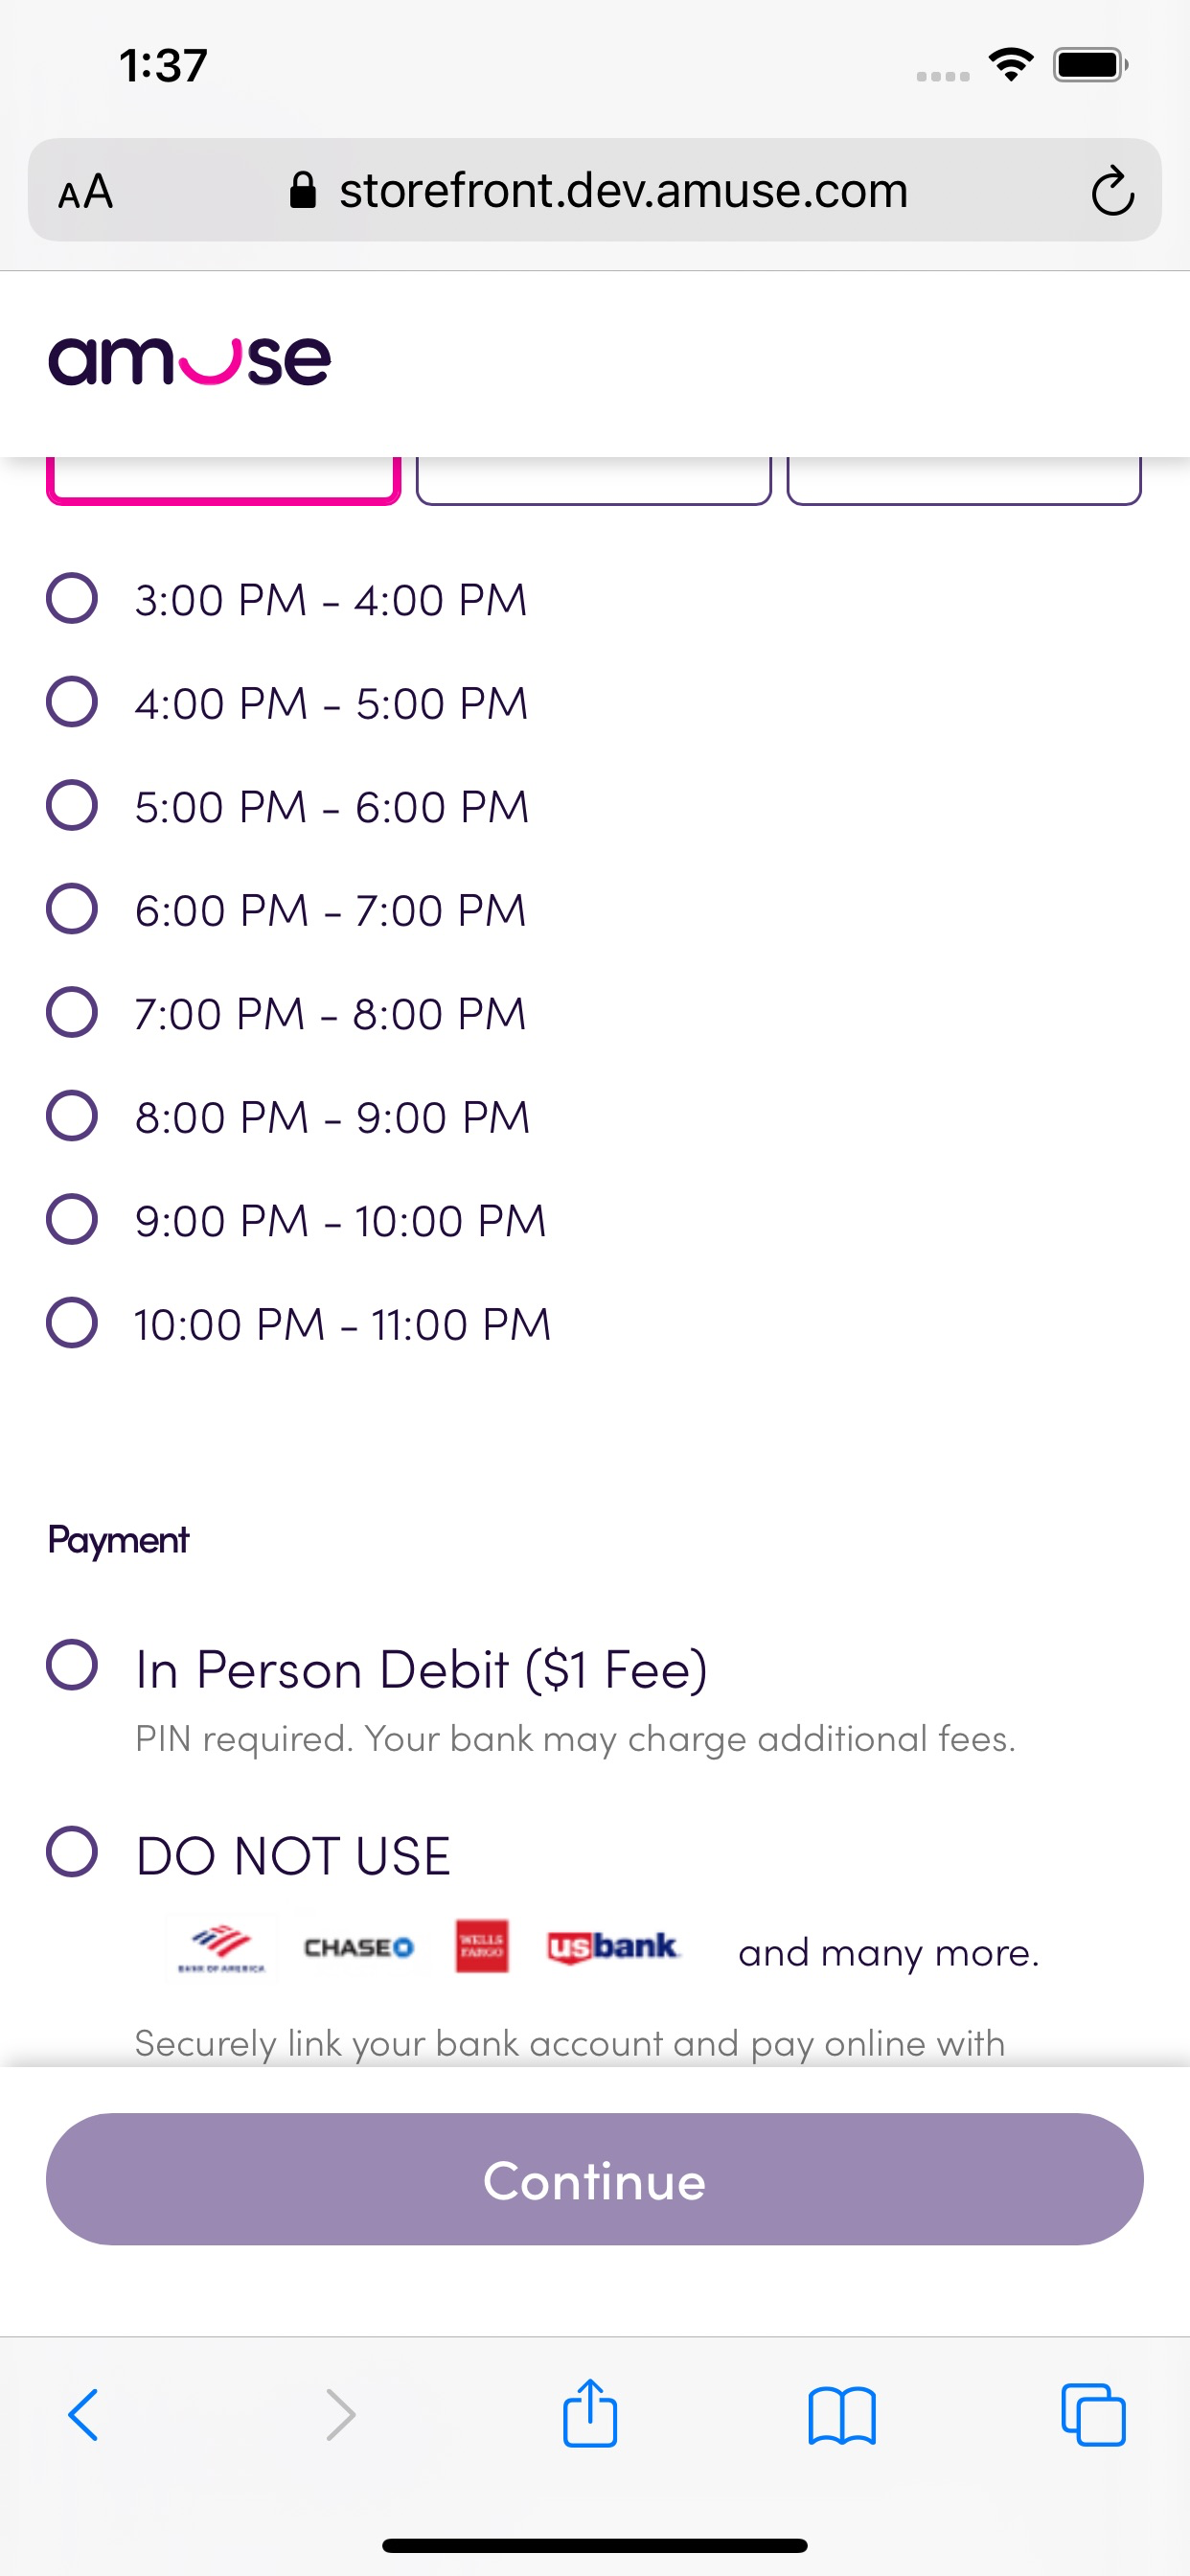 1:37
AA storefront.dev.amuse.com
amuse
3:00 PM - 4:00 PM
4:00 PM - 5:00 PM
5:00 PM - 6:00 PM
6:00 PM - 7:00 PM
7:00 PM - 8:00 PM
8:00 PM - 9:00 PM
9:00 PM - 10:00 PM
10:00 PM - 11:00 PM
Payment
In Person Debit ($1 Fee)
PIN required. Your bank may charge additional fees.
DO NOT USE
BANK OF AMERICA CHASE WELLS FARGO usbank and many more.
Securely link your bank account and pay online with
Continue